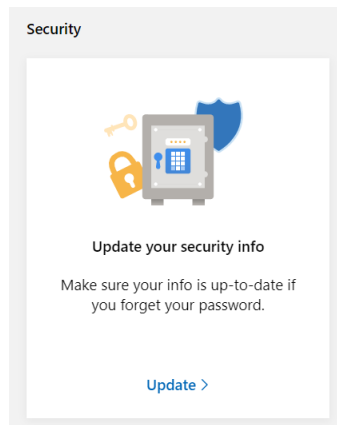 Security
Update your security info
Make sure your info is up-to-date if
you forget your password.
Update >